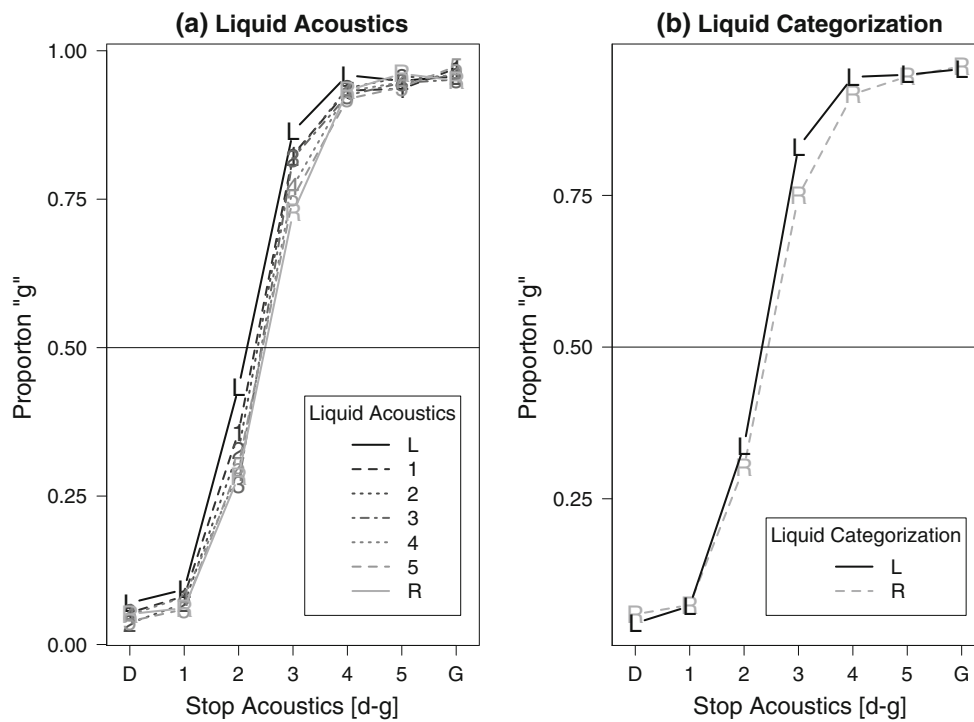 (a) Liquid Acoustics
1.00
0.75
0.50
0.25
0.00
Proporton "g"
L
L
L
L
R
Liquid Acoustics
L
1
2
3
4
5
R
D 1 2 3 4 5 G
Stop Acoustics [d-g]
(b) Liquid Categorization
0.75
0.50
0.25
Proporton "g"
L L L L L L L
R R R R R R R
Liquid Categorization
L
R
D 1 2 3 4 5 G
Stop Acoustics [d-g]